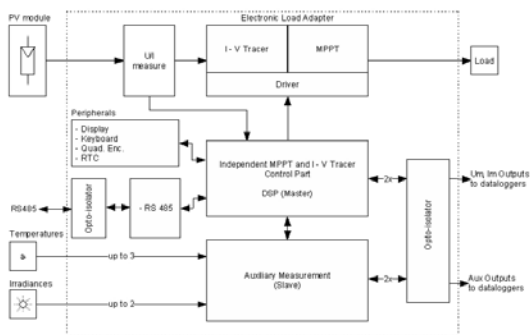 PV module
Electronic Load Adapter
U/I
measure
I - V Tracer
MPPT
Driver
Load
Peripherals
- Display
- Keyboard
- Quad. Enc.
- RTC
Independent MPPT and I - V Tracer
Control Part
DSP (Master)
2x
Um, Im Outputs
to dataloggers
RS485
Opto-isolator
- RS 485
Opto-isolator
Temperatures
up to 3
Auxiliary Measurement
(Slave)
2x
Irradiances
up to 2
Aux Outputs
to dataloggers